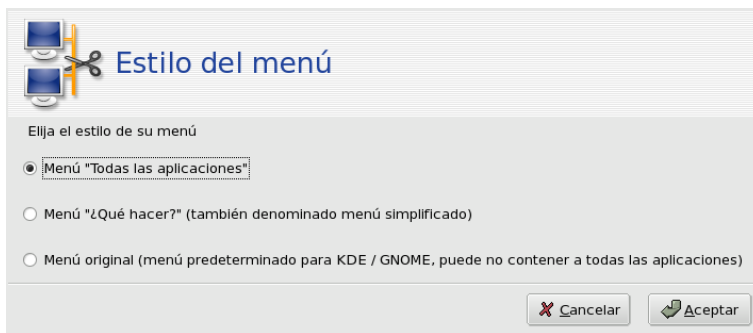 Estilo del menú
Elija el estilo de su menú
Menú "Todas las aplicaciones"
Menú "¿Qué hacer?" (también denominado menú simplificado)
Menú original (menú predeterminado para KDE / GNOME, puede no contener a todas las aplicaciones)
Cancelar
Aceptar